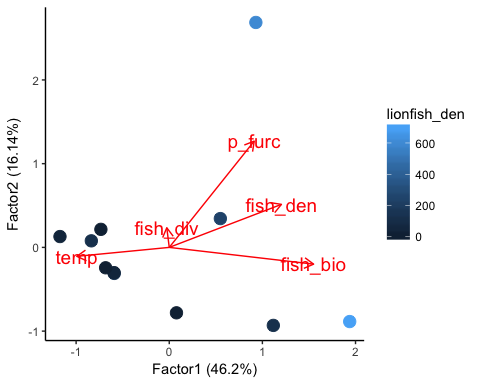 lionfish_den
600
400
200
0
p_furc
fish_den
fish_div
temp
fish_bio
Factor2 (16.14%)
2
1
0
-1
-1
0
1
2
Factor1 (46.2%)